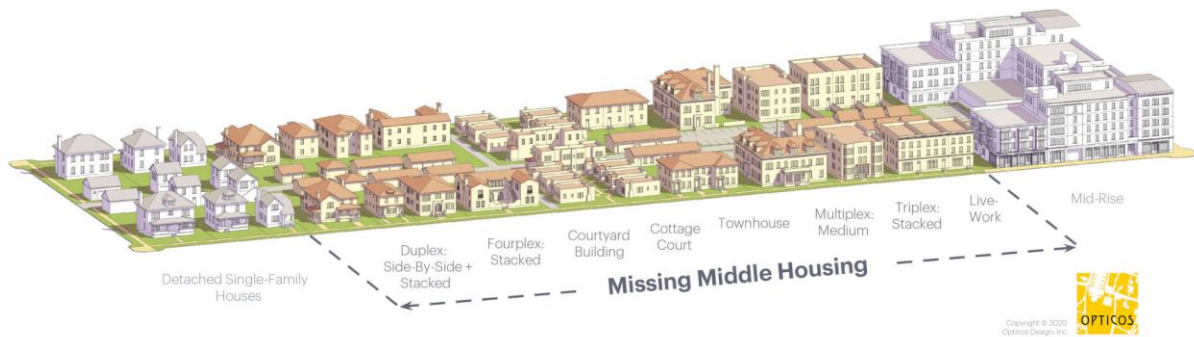 Detached Single-Family
Houses
Duplex:
Side-By-Side +
Stacked
Fourplex:
Stacked
Courtyard
Building
Cottage
Court
Townhouse
Multiplex:
Medium
Triplex:
Stacked
Live-
Work
Mid-Rise
Missing Middle Housing
Copyright © 2020
Opticos Design, Inc.
OPTICOS